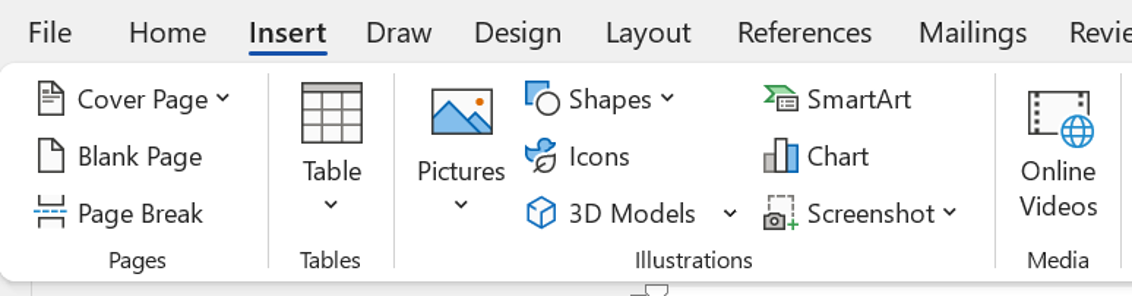 File Home Insert Draw Design Layout References Mailings
Cover Page
Blank Page
Page Break
Pages
Table
Tables
Pictures
Shapes
Icons
3D Models
SmartArt
Chart
Screenshot
Illustrations
Online
Videos
Media